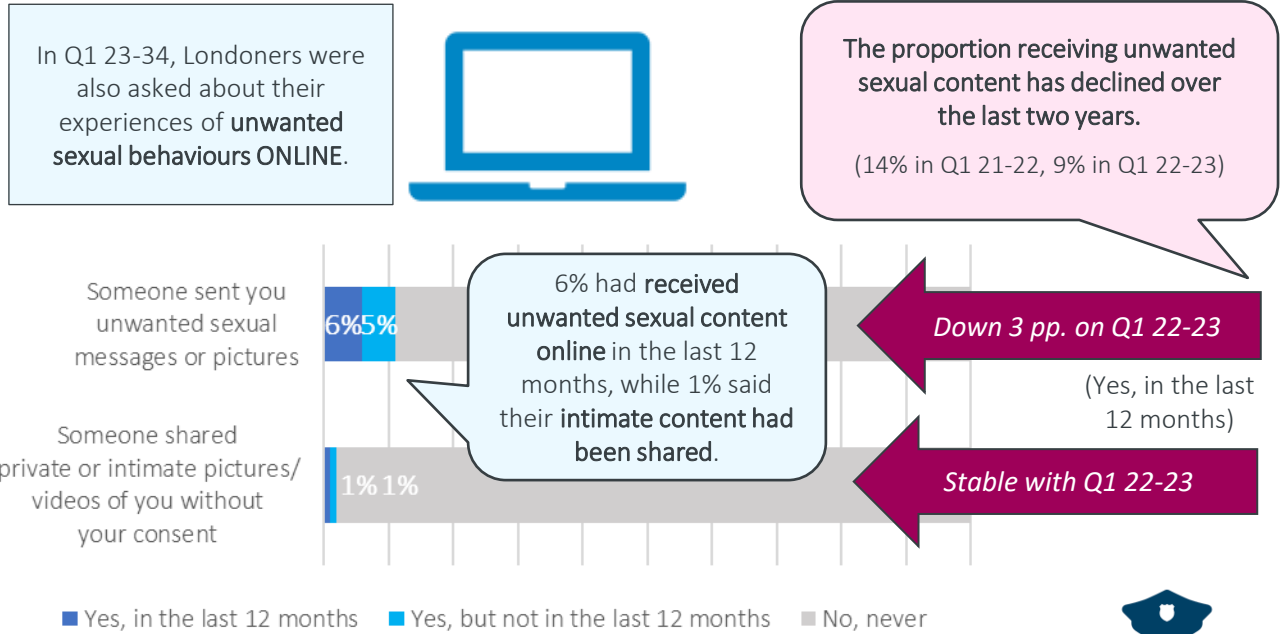 In Q1 23-34, Londoners were
also asked about their
experiences of unwanted
sexual behaviours ONLINE.
The proportion receiving unwanted
sexual content has declined over
the last two years.
(14% in Q1 21-22, 9% in Q1 22-23)
Someone sent you
unwanted sexual
messages or pictures
6% 5%
6% had received
unwanted sexual content
online in the last 12
months, while 1% said
their intimate content had
been shared.
Down 3 pp. on Q1 22-23
(Yes, in the last
12 months)
Someone shared
private or intimate pictures/
videos of you without
your consent
1% 1%
Stable with Q1 22-23
Yes, in the last 12 months Yes, but not in the last 12 months No, never